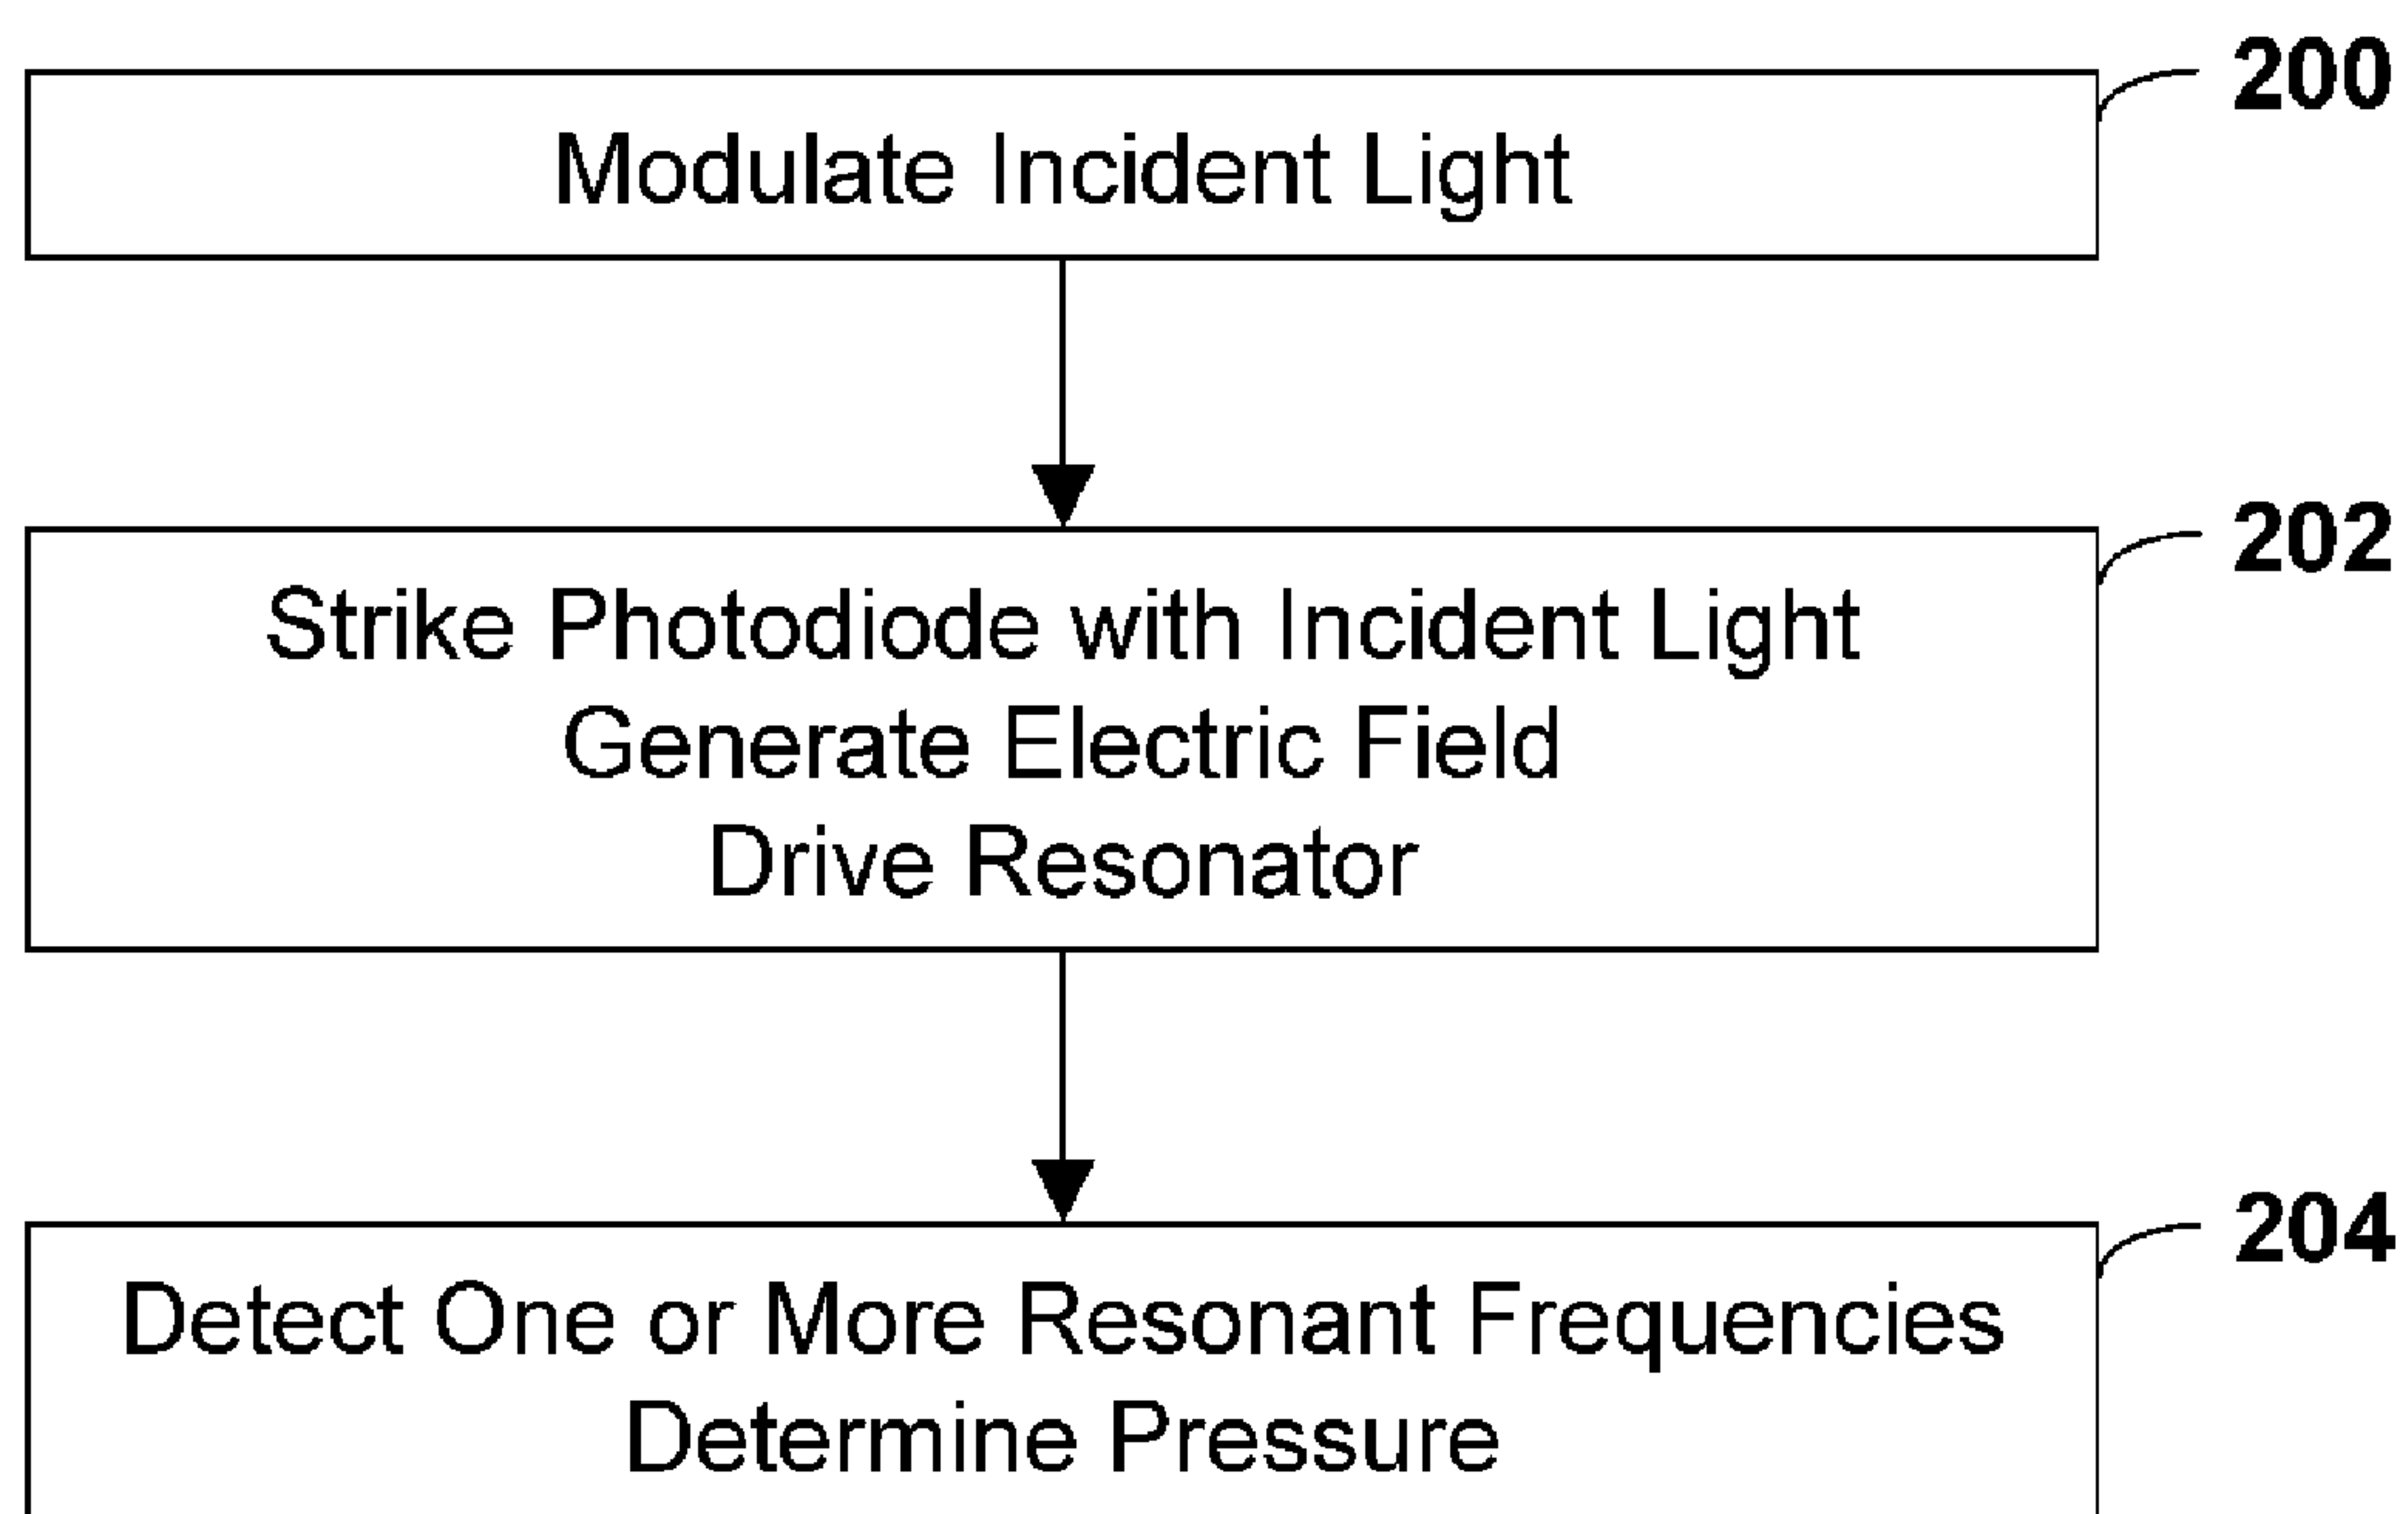 200
Modulate Incident Light
202
Strike Photodiode with Incident Light
Generate Electric Field
Drive Resonator
204
Detect One or More Resonant Frequencies
Determine Pressure